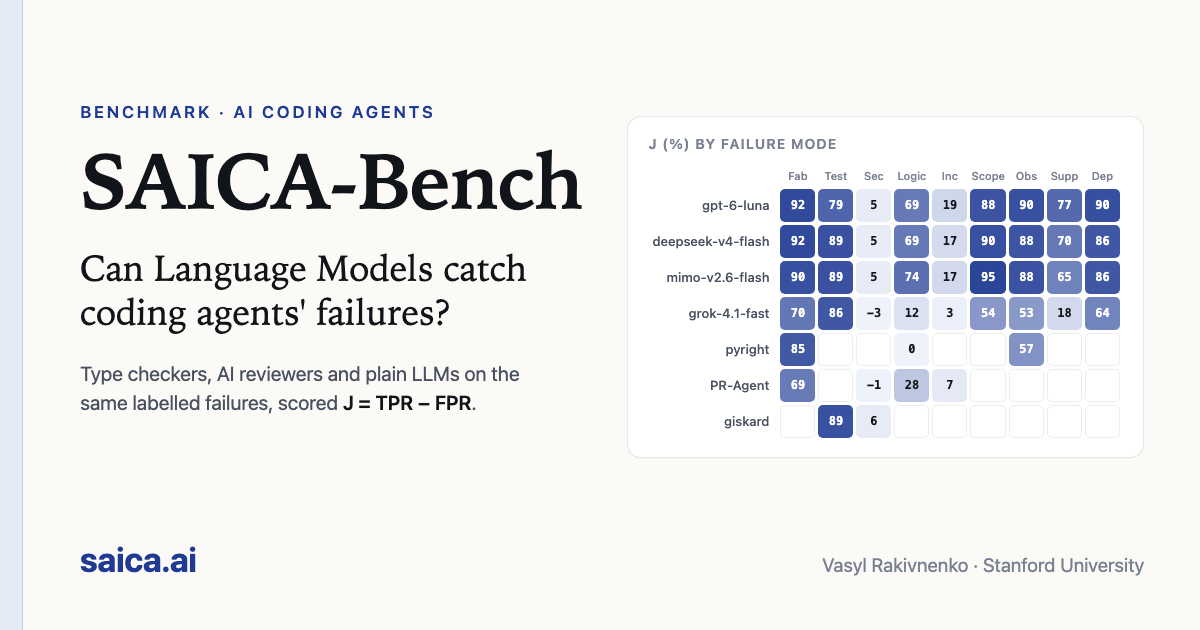 BENCHMARK · AI CODING AGENTS
SAICA-Bench
Can Language Models catch
coding agents' failures?
Type checkers, AI reviewers and plain LLMs on the
same labelled failures, scored J = TPR − FPR.
J (%) BY FAILURE MODE
Fab Test Sec Logic Inc Scope Obs Supp Dep
gpt-6-luna 92 79 5 69 19 88 90 77 90
deepseek-v4-flash 92 89 5 69 17 90 88 70 86
mimo-v2.6-flash 90 89 5 74 17 95 88 65 86
grok-4.1-fast 70 86 −3 12 3 54 53 18 64
pyright 85 0 57
PR-Agent 69 −1 28 7
giskard 89 6
saica.ai
Vasyl Rakivnenko · Stanford University